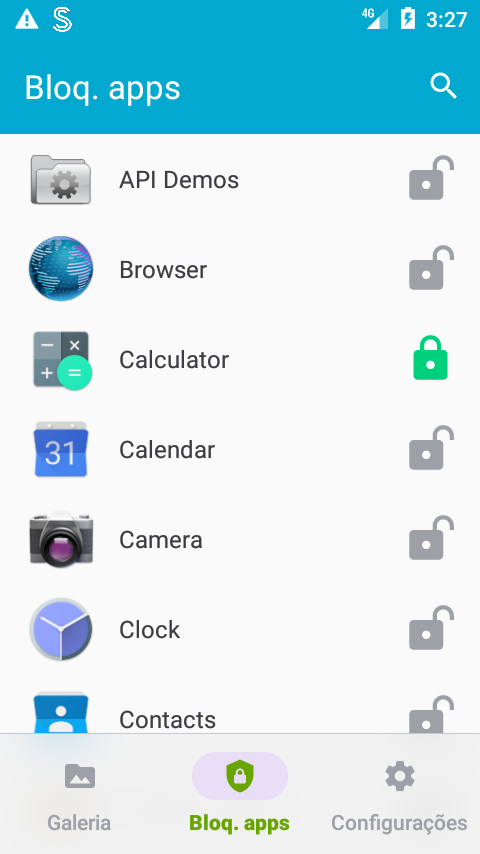 4G 3:27
Bloq. apps
API Demos
Browser
Calculator
31
Calendar
Camera
Clock
Contacts
Galeria
Bloq. apps
Configurações